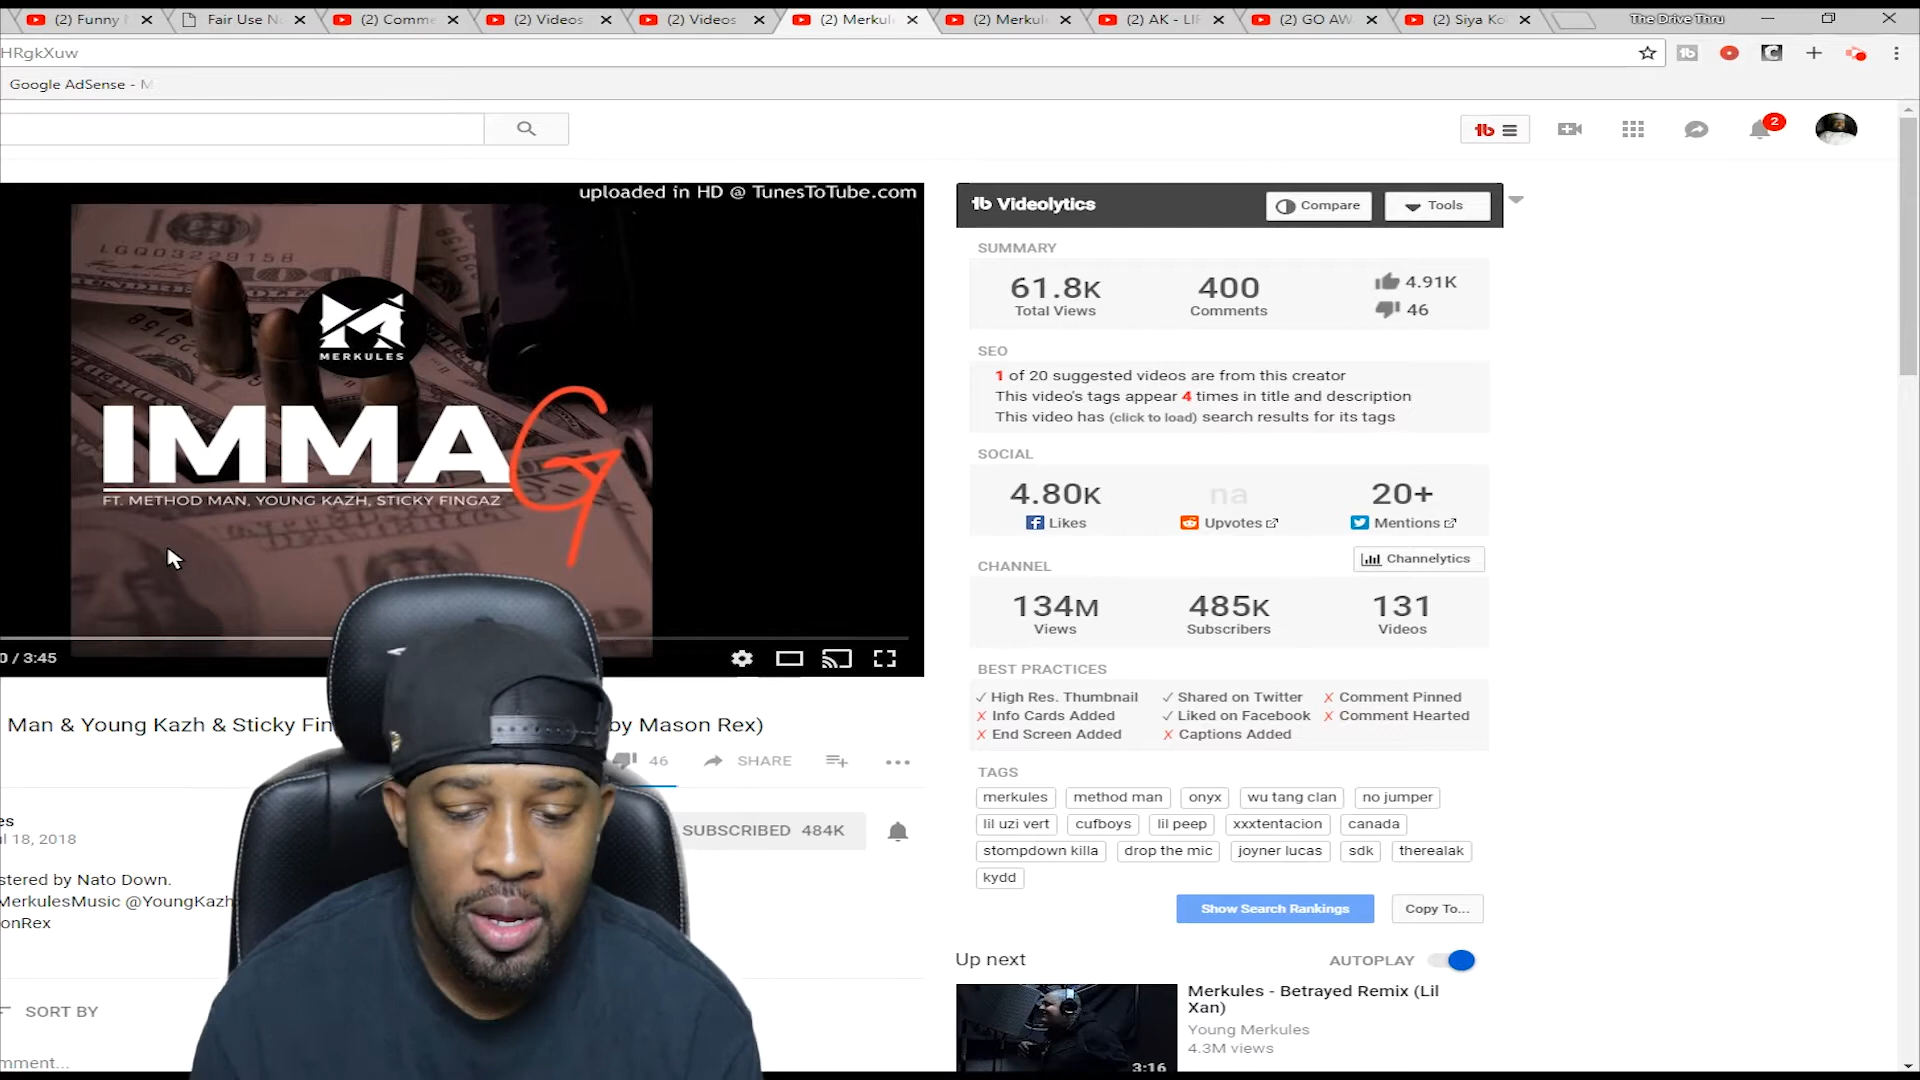 (2) Funny
Fair Use N
(2) Comme
(2) Videos
(2) Videos
(2) Merkul
(2) Merkul
(2) AK - LIF
(2) GO AW
(2) Siya Ko
The Drive Thru
HRgkXuw
Google AdSense - M
2
uploaded in HD @ TunesToTube.com
MERKULES
IMMA G
FT. METHOD MAN, YOUNG KAZH, STICKY FINGAZ
0 / 3:45
Man & Young Kazh & Sticky Fin
by Mason Rex)
46
SHARE
es
ul 18, 2018
SUBSCRIBED 484K
stered by Nato Down.
MerkulesMusic @YoungKazh
onRex
SORT BY
mment...
Videolytics
Compare
Tools
SUMMARY
61.8K 400 4.91K
Total Views Comments 46
SEO
1 of 20 suggested videos are from this creator
This video's tags appear 4 times in title and description
This video has (click to load) search results for its tags
SOCIAL
4.80K na 20+
Likes Upvotes Mentions
CHANNEL
Channelytics
134M 485K 131
Views Subscribers Videos
BEST PRACTICES
✓ High Res. Thumbnail ✓ Shared on Twitter ✗ Comment Pinned
✗ Info Cards Added ✓ Liked on Facebook ✗ Comment Hearted
✗ End Screen Added ✗ Captions Added
TAGS
merkules method man onyx wu tang clan no jumper
lil uzi vert cufboys lil peep xxxtentacion canada
stompdown killa drop the mic joyner lucas sdk therealak
kydd
Show Search Rankings
Copy To...
Up next
AUTOPLAY
Merkules - Betrayed Remix (Lil
Xan)
Young Merkules
4.3M views
3:16